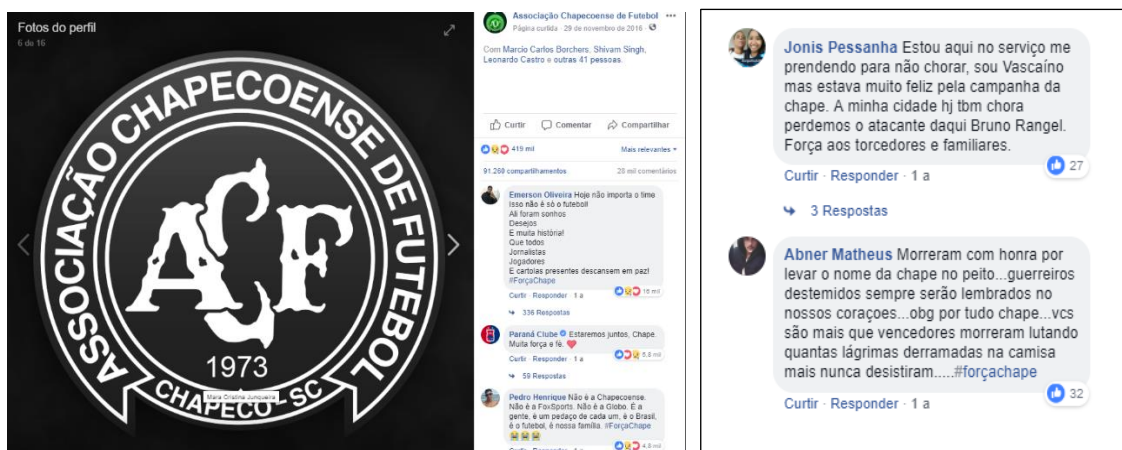 Fotos do perfil
6 de 16
ASSOCIAÇÃO CHAPECOENSE DE FUTEBOL
ACF
1973
CHAPECÓ - SC
Mara Cristina Junqueira
Associação Chapecoense de Futebol
Página curtida · 29 de novembro de 2016 ·
Com Marcio Carlos Borchers, Shivam Singh,
Leonardo Castro e outras 41 pessoas.
Curtir Comentar Compartilhar
419 mil Mais relevantes
91.268 compartilhamentos 28 mil comentários
Emerson Oliveira Hoje não importa o time
Isso não é só o futebol!
Ali foram sonhos
Desejos
E muita história!
Que todos
Jornalistas
Jogadores
E cartolas presentes descansem em paz!
#ForçaChape
Curtir · Responder · 1 a 18 mil
336 Respostas
Paraná Clube Estaremos juntos, Chape.
Muita força e fé.
Curtir · Responder · 1 a 6,8 mil
59 Respostas
Pedro Henrique Não é a Chapecoense.
Não é a FoxSports. Não é a Globo. É a
gente, é um pedaço de cada um, é o Brasil,
é o futebol, é nossa família. #ForçaChape
Curtir · Responder · 1 a 4,8 mil
Jonis Pessanha Estou aqui no serviço me
prendendo para não chorar, sou Vascaíno
mas estava muito feliz pela campanha da
chape. A minha cidade hj tbm chora
perdemos o atacante daqui Bruno Rangel.
Força aos torcedores e familiares.
27
Curtir · Responder · 1 a
3 Respostas
Abner Matheus Morreram com honra por
levar o nome da chape no peito...guerreiros
destemidos sempre serão lembrados no
nossos coraçoes...obg por tudo chape...vcs
são mais que vencedores morreram lutando
quantas lágrimas derramadas na camisa
mais nunca desistiram.....#forçachape
32
Curtir · Responder · 1 a